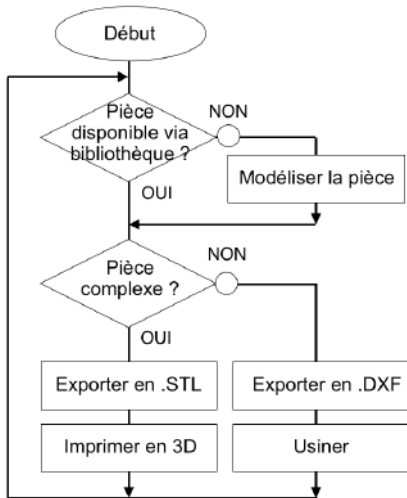 Début
Pièce
disponible via
bibliothèque ?
NON
OUI
Modéliser la pièce
Pièce
complexe ?
NON
OUI
Exporter en .STL
Exporter en .DXF
Imprimer en 3D
Usiner